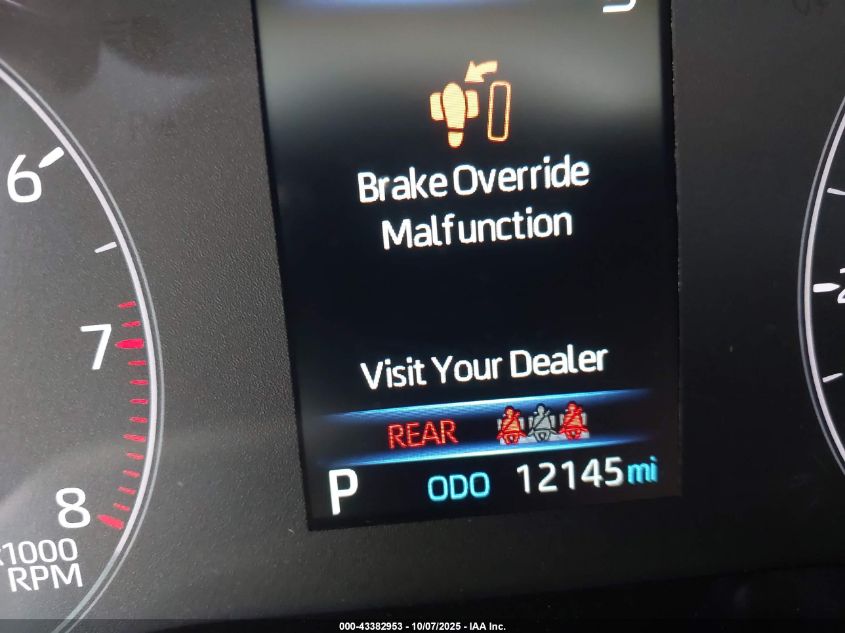 6
7
8
x1000
RPM
Brake Override
Malfunction
Visit Your Dealer
REAR
P ODO 12145 mi
2
000-43382953 - 10/07/2025 - IAA Inc.